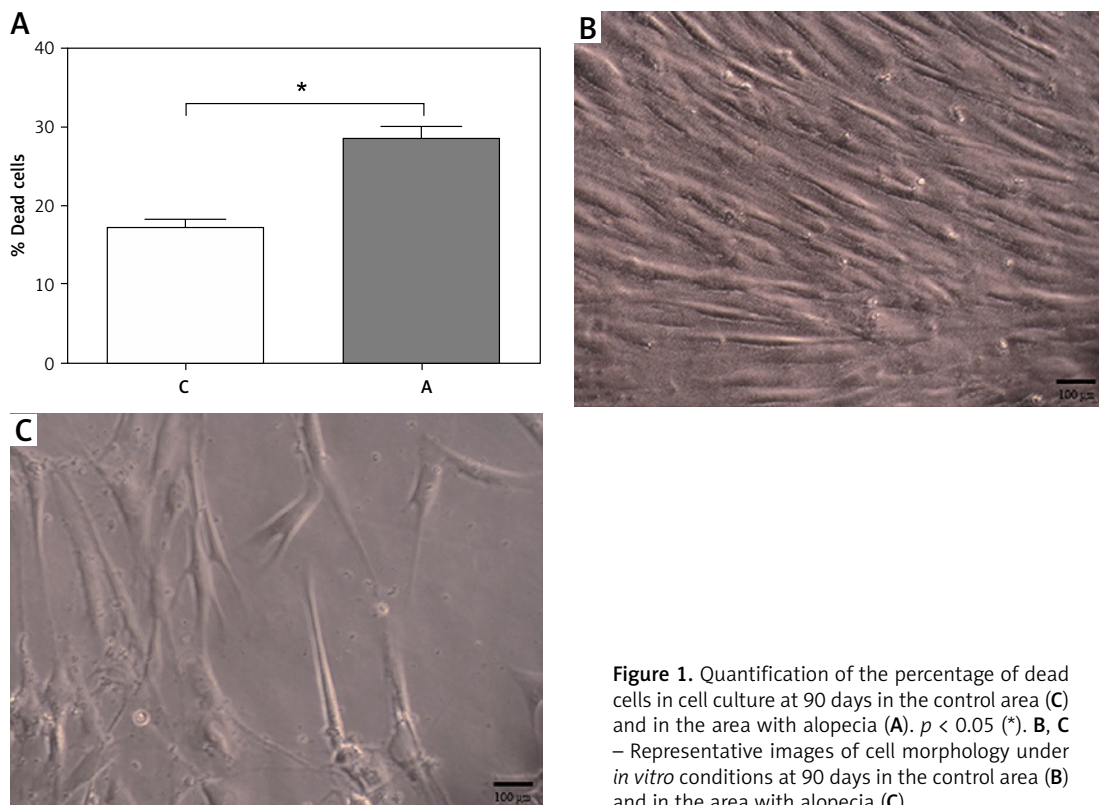 A
40
*
30
% Dead cells
20
10
0
C
A
B
100 µm
C
100 µm
Figure 1. Quantification of the percentage of dead
cells in cell culture at 90 days in the control area (C)
and in the area with alopecia (A). p < 0.05 (*). B, C
– Representative images of cell morphology under
in vitro conditions at 90 days in the control area (B)
and in the area with alopecia (C)